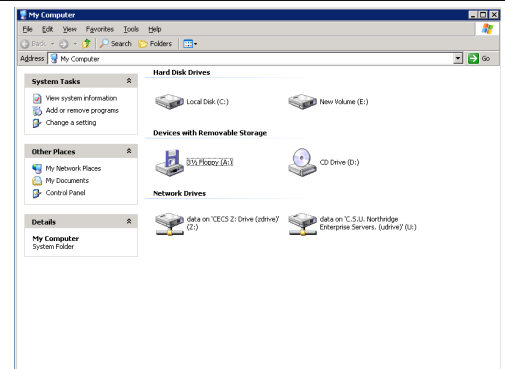 My Computer
File Edit View Favorites Tools Help
Back Search Folders
Address My Computer Go
System Tasks
View system information
Add or remove programs
Change a setting
Other Places
My Network Places
My Documents
Control Panel
Details
My Computer
System Folder
Hard Disk Drives
Local Disk (C:)
New Volume (E:)
Devices with Removable Storage
3½ Floppy (A:)
CD Drive (D:)
Network Drives
data on 'CECS Z: Drive (zdrive)'
(Z:)
data on 'C.S.U. Northridge
Enterprise Servers. (udrive)' (U:)